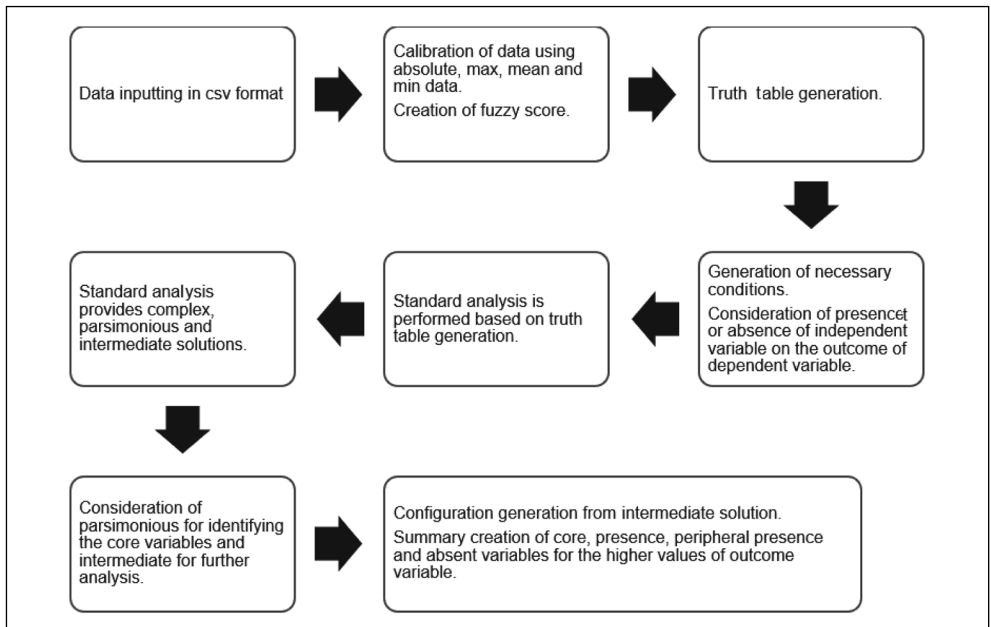 Data inputting in csv format
Calibration of data using
absolute, max, mean and
min data.
Creation of fuzzy score.
Truth table generation.
Generation of necessary
conditions.
Consideration of presencet
or absence of independent
variable on the outcome of
dependent variable.
Standard analysis is
performed based on truth
table generation.
Standard analysis
provides complex,
parsimonious and
intermediate solutions.
Consideration of
parsimonious for identifying
the core variables and
intermediate for further
analysis.
Configuration generation from intermediate solution.
Summary creation of core, presence, peripheral presence
and absent variables for the higher values of outcome
variable.